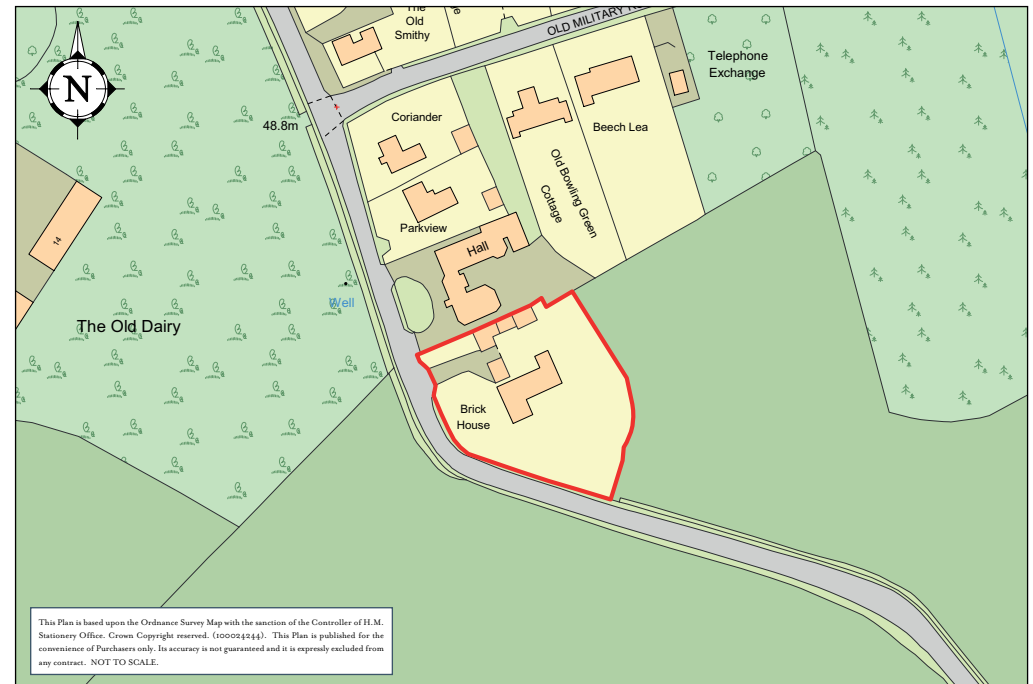 The
Old
Smithy
OLD MILITARY
N
Telephone
Exchange
48.8m
Coriander
Beech Lea
Old Bowling Green
Cottage
Parkview
Hall
14
Well
The Old Dairy
Brick
House
This Plan is based upon the Ordnance Survey Map with the sanction of the Controller of H.M.
Stationery Office. Crown Copyright reserved. (100024244). This Plan is published for the
convenience of Purchasers only. Its accuracy is not guaranteed and it is expressly excluded from
any contract. NOT TO SCALE.